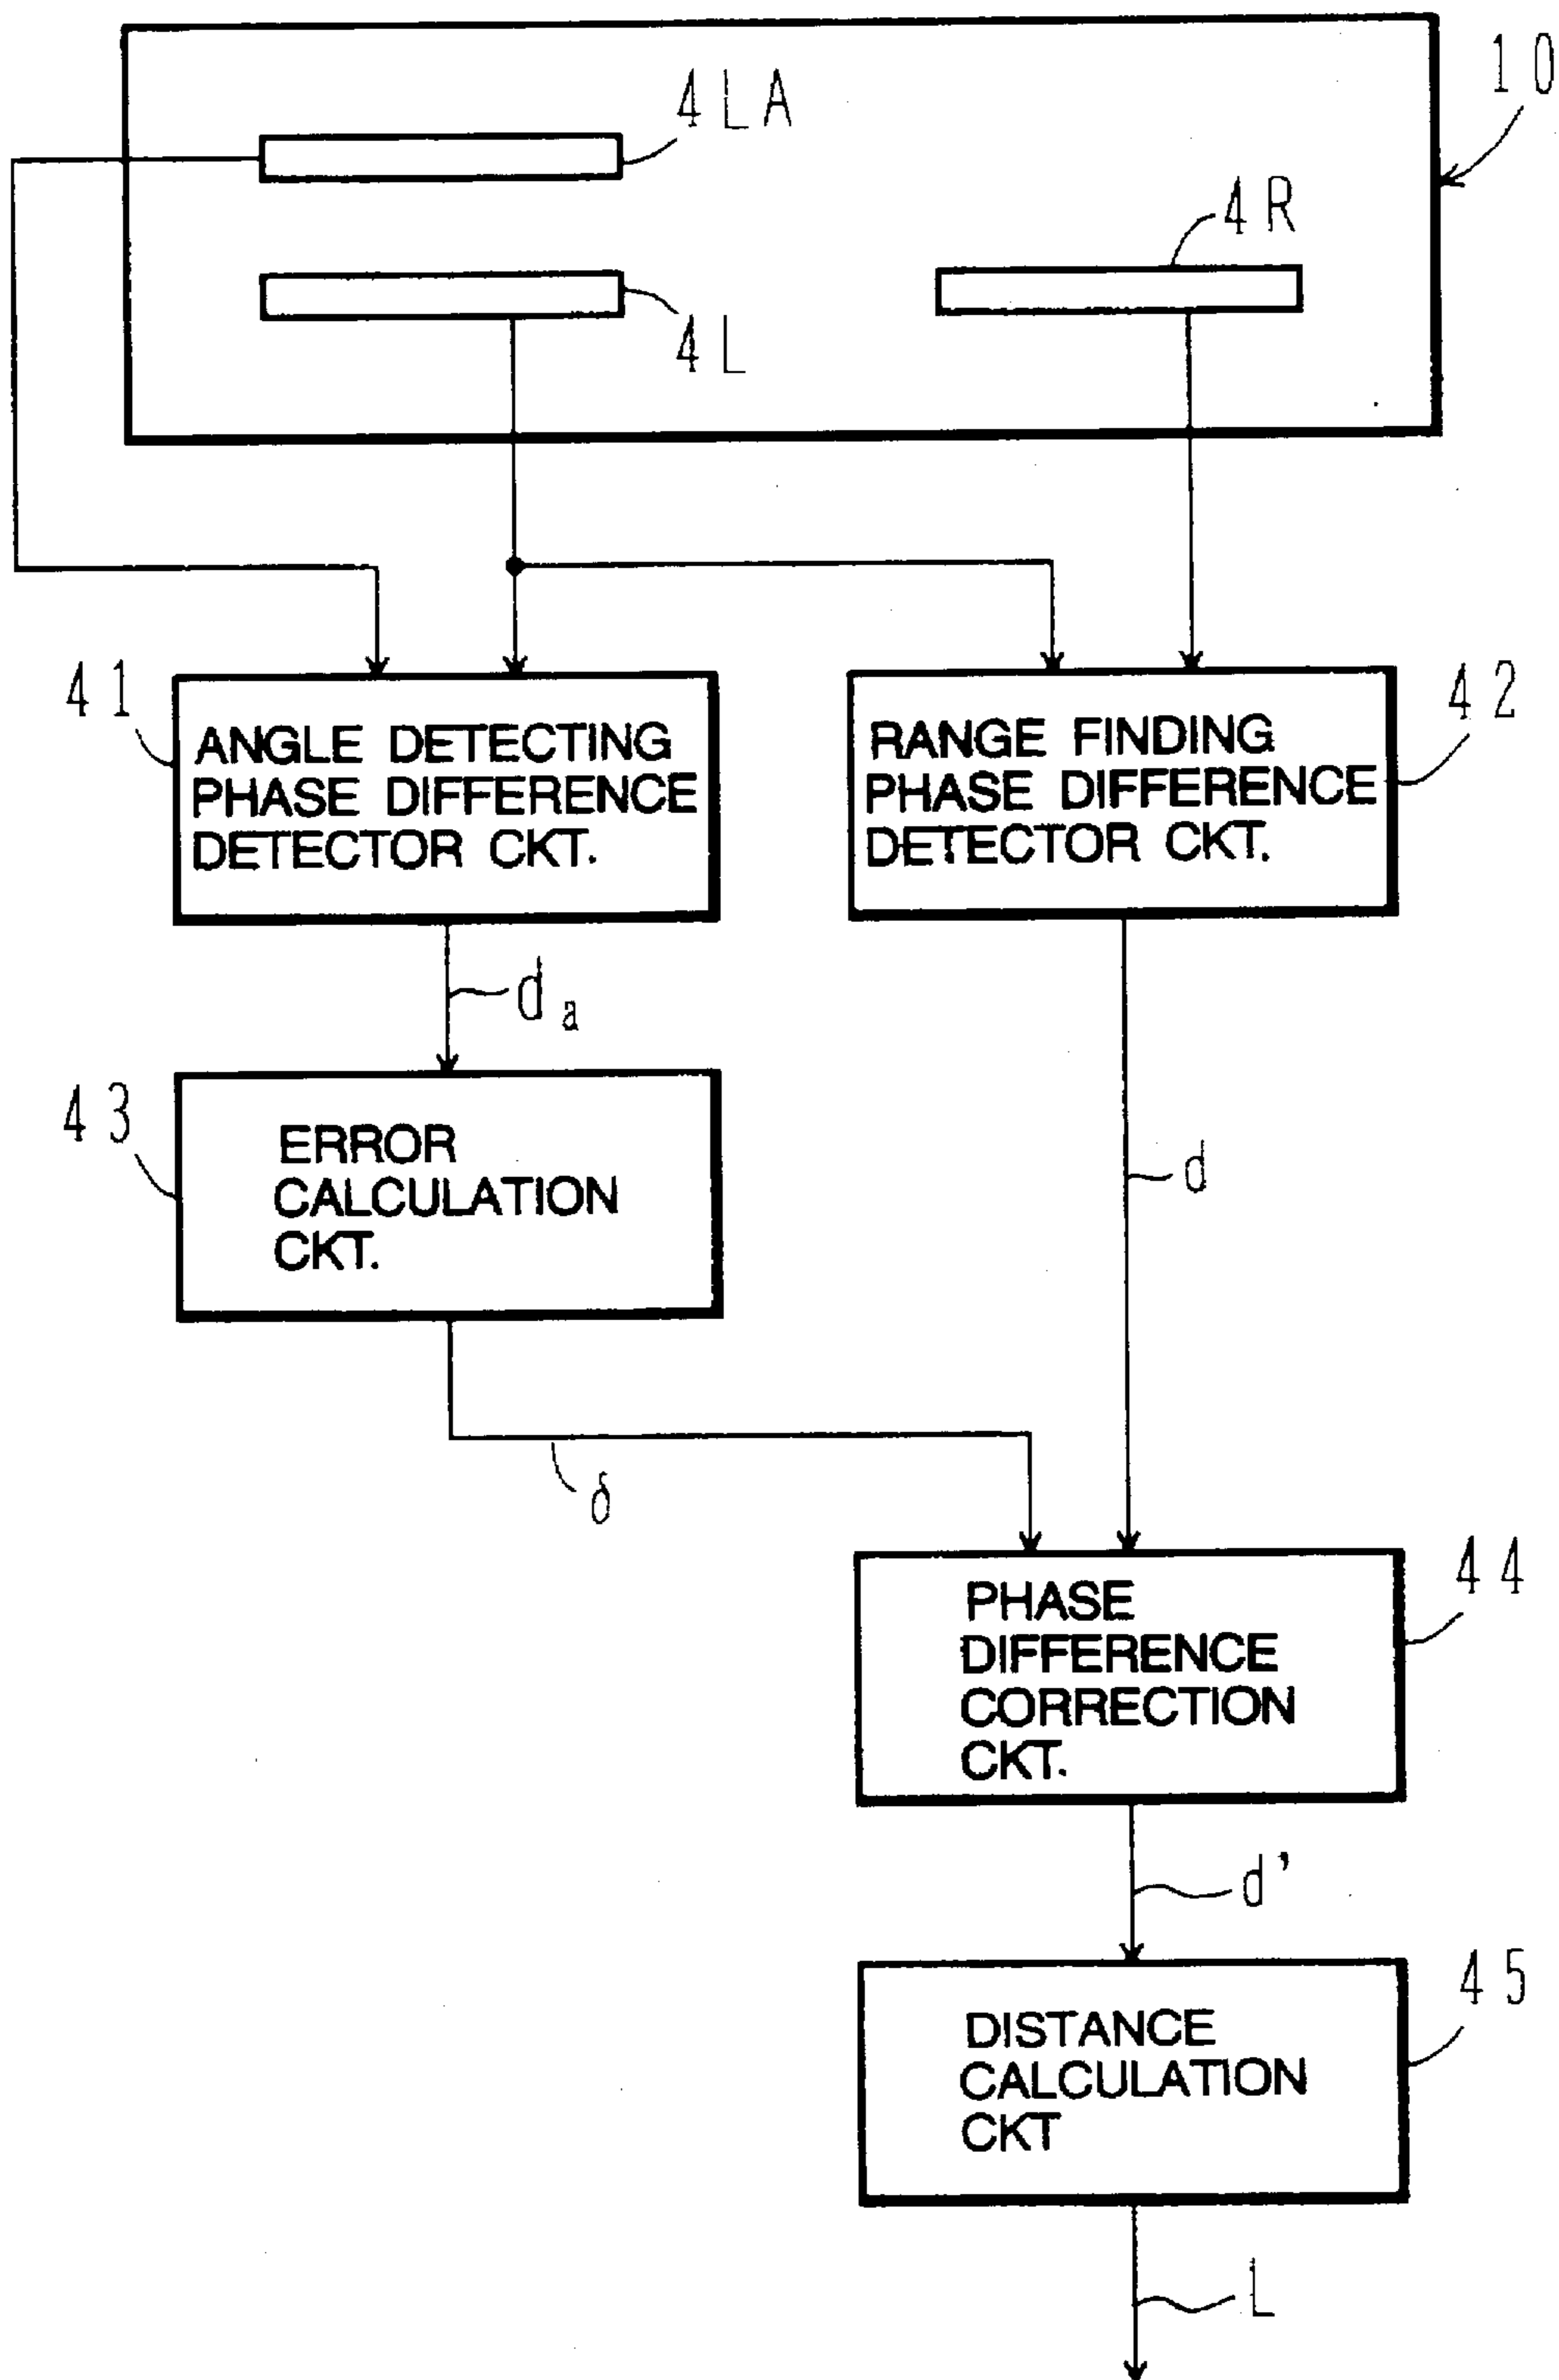 10
4LA
4R
4L
41
ANGLE DETECTING
PHASE DIFFERENCE
DETECTOR CKT.
42
RANGE FINDING
PHASE DIFFERENCE
DETECTOR CKT.
da
43
ERROR
CALCULATION
CKT.
d
δ
44
PHASE
DIFFERENCE
CORRECTION
CKT.
d'
45
DISTANCE
CALCULATION
CKT
L